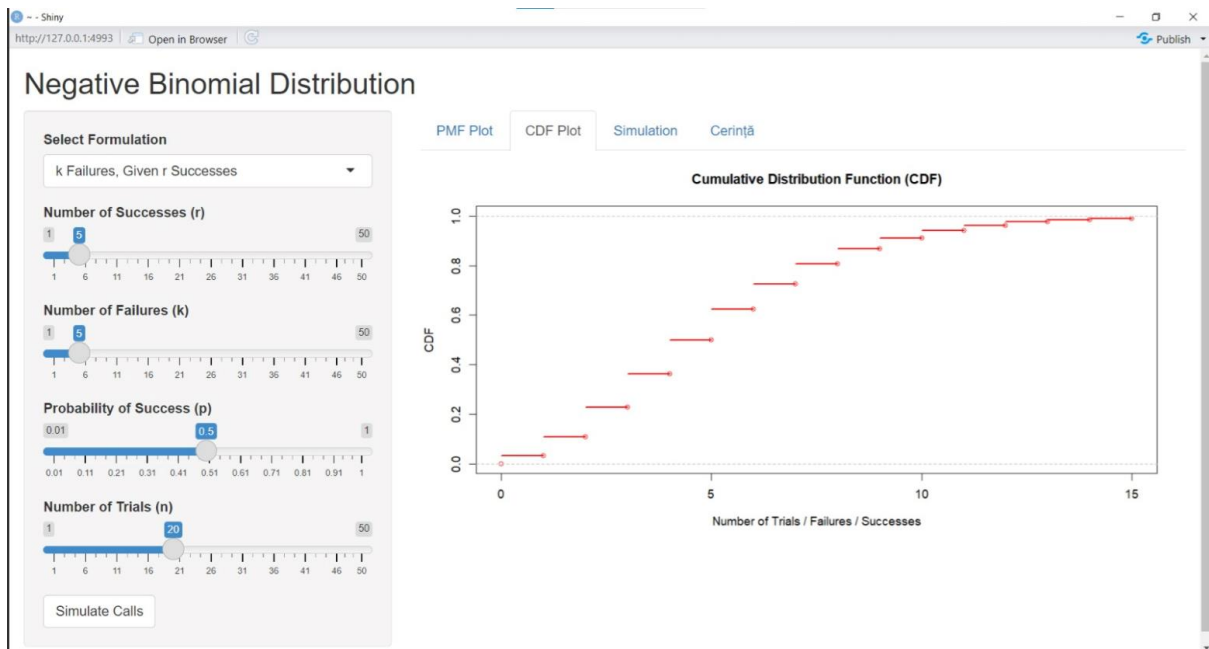 ~ - Shiny
http://127.0.0.1:4993 Open in Browser Publish
Negative Binomial Distribution
Select Formulation
k Failures, Given r Successes
Number of Successes (r)
1 5 50
1 6 11 16 21 26 31 36 41 46 50
Number of Failures (k)
1 5 50
1 6 11 16 21 26 31 36 41 46 50
Probability of Success (p)
0.01 0.5 1
0.01 0.11 0.21 0.31 0.41 0.51 0.61 0.71 0.81 0.91 1
Number of Trials (n)
1 20 50
1 6 11 16 21 26 31 36 41 46 50
Simulate Calls
PMF Plot CDF Plot Simulation Cerință
Cumulative Distribution Function (CDF)
CDF
1.0
0.8
0.6
0.4
0.2
0.0
0 5 10 15
Number of Trials / Failures / Successes